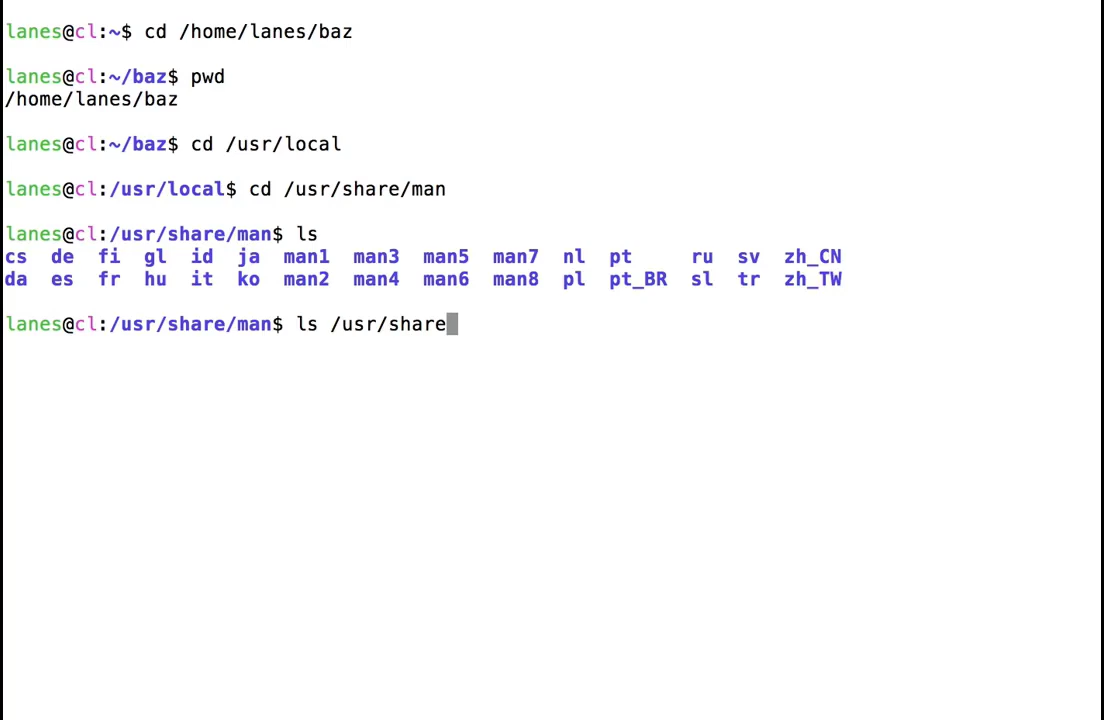 lanes@cl:~$ cd /home/lanes/baz
lanes@cl:~/baz$ pwd
/home/lanes/baz
lanes@cl:~/baz$ cd /usr/local
lanes@cl:/usr/local$ cd /usr/share/man
lanes@cl:/usr/share/man$ ls
cs de fi gl id ja man1 man3 man5 man7 nl pt ru sv zh_CN
da es fr hu it ko man2 man4 man6 man8 pl pt_BR sl tr zh_TW
lanes@cl:/usr/share/man$ ls /usr/share